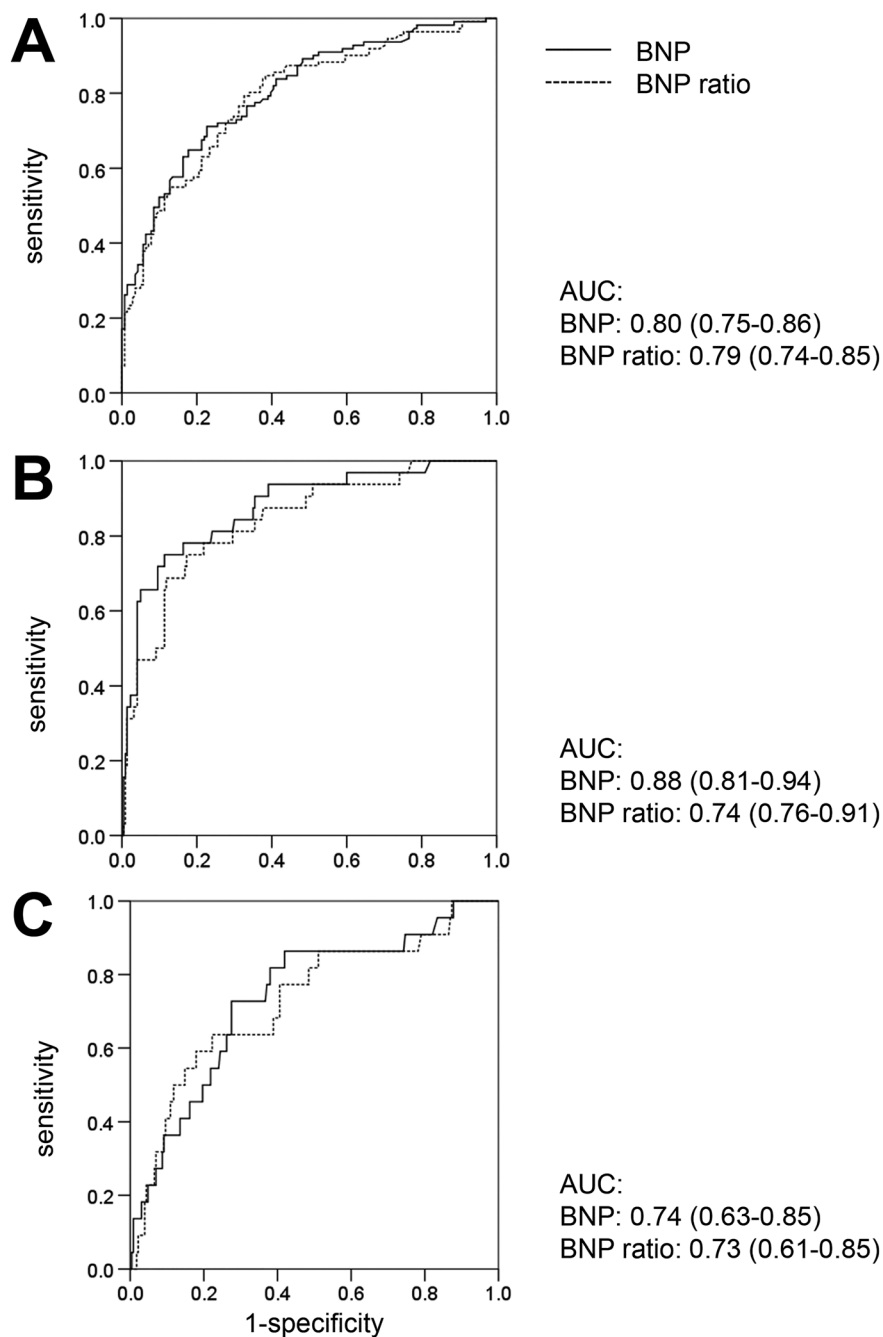 A
1.0
0.8
0.6
0.4
0.2
0.0
sensitivity
0.0 0.2 0.4 0.6 0.8 1.0
BNP
BNP ratio
AUC:
BNP: 0.80 (0.75-0.86)
BNP ratio: 0.79 (0.74-0.85)
B
1.0
0.8
0.6
0.4
0.2
0.0
sensitivity
0.0 0.2 0.4 0.6 0.8 1.0
AUC:
BNP: 0.88 (0.81-0.94)
BNP ratio: 0.74 (0.76-0.91)
C
1.0
0.8
0.6
0.4
0.2
0.0
sensitivity
0.0 0.2 0.4 0.6 0.8 1.0
1-specificity
AUC:
BNP: 0.74 (0.63-0.85)
BNP ratio: 0.73 (0.61-0.85)